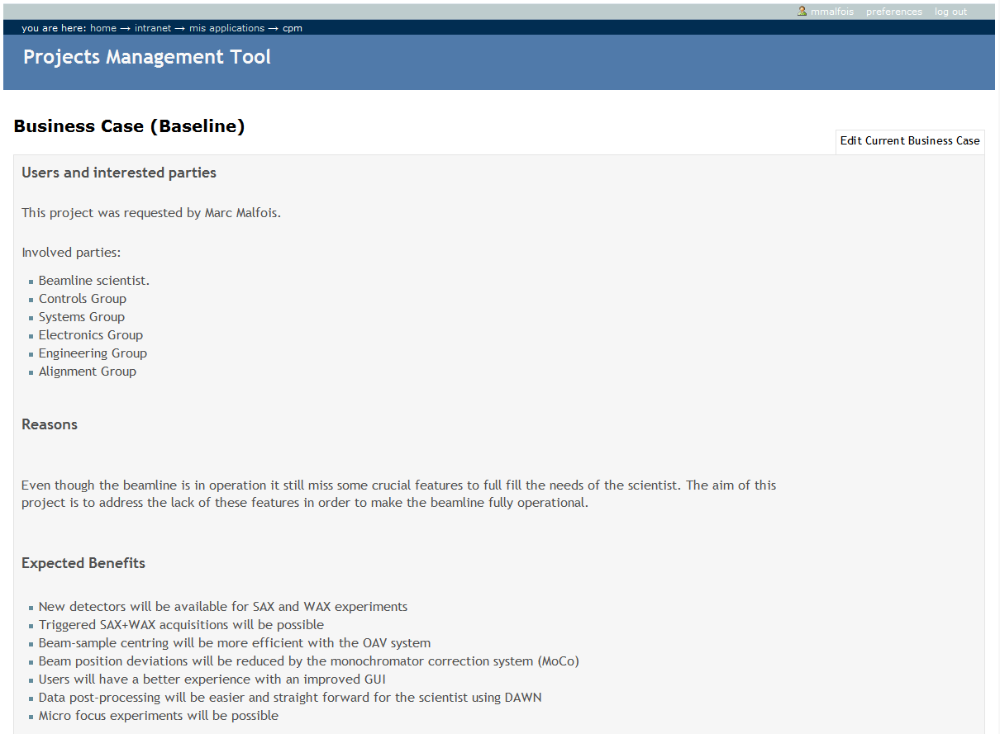 mmalfois preferences log out
you are here: home → intranet → mis applications → cpm
Projects Management Tool
Business Case (Baseline)
Edit Current Business Case
Users and interested parties
This project was requested by Marc Malfois.
Involved parties:
Beamline scientist.
Controls Group
Systems Group
Electronics Group
Engineering Group
Alignment Group
Reasons
Even though the beamline is in operation it still miss some crucial features to full fill the needs of the scientist. The aim of this
project is to address the lack of these features in order to make the beamline fully operational.
Expected Benefits
New detectors will be available for SAX and WAX experiments
Triggered SAX+WAX acquisitions will be possible
Beam-sample centring will be more efficient with the OAV system
Beam position deviations will be reduced by the monochromator correction system (MoCo)
Users will have a better experience with an improved GUI
Data post-processing will be easier and straight forward for the scientist using DAWN
Micro focus experiments will be possible